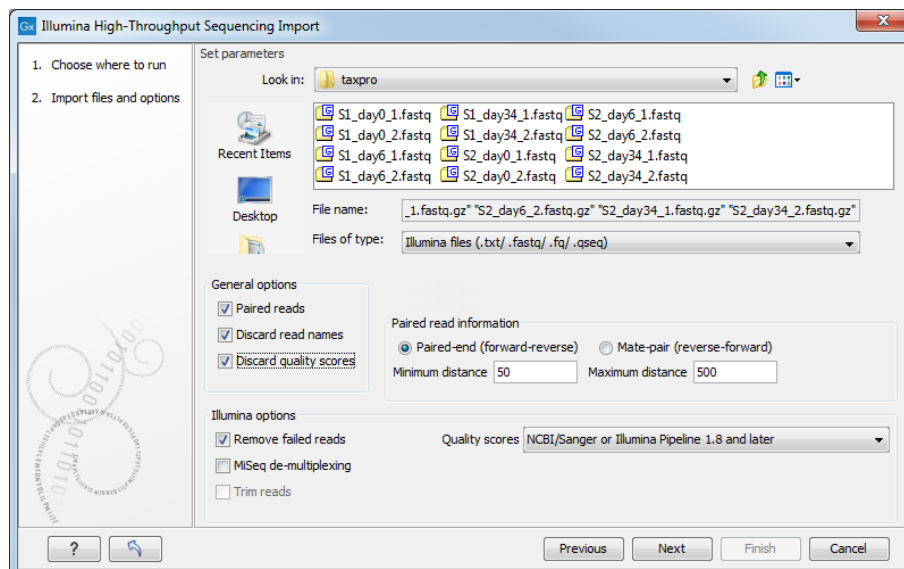 Gx Illumina High-Throughput Sequencing Import
1. Choose where to run
2. Import files and options
Set parameters
Look in: taxpro
Recent Items
Desktop
S1_day0_1.fastq S1_day34_1.fastq S2_day6_1.fastq
S1_day0_2.fastq S1_day34_2.fastq S2_day6_2.fastq
S1_day6_1.fastq S2_day0_1.fastq S2_day34_1.fastq
S1_day6_2.fastq S2_day0_2.fastq S2_day34_2.fastq
File name: _1.fastq.gz" "S2_day6_2.fastq.gz" "S2_day34_1.fastq.gz" "S2_day34_2.fastq.gz"
Files of type: Illumina files (.txt/ .fastq/ .fq/ .qseq)
General options
Paired reads
Discard read names
Discard quality scores
Paired read information
Paired-end (forward-reverse) Mate-pair (reverse-forward)
Minimum distance 50 Maximum distance 500
Illumina options
Remove failed reads Quality scores NCBI/Sanger or Illumina Pipeline 1.8 and later
MiSeq de-multiplexing
Trim reads
? Previous Next Finish Cancel